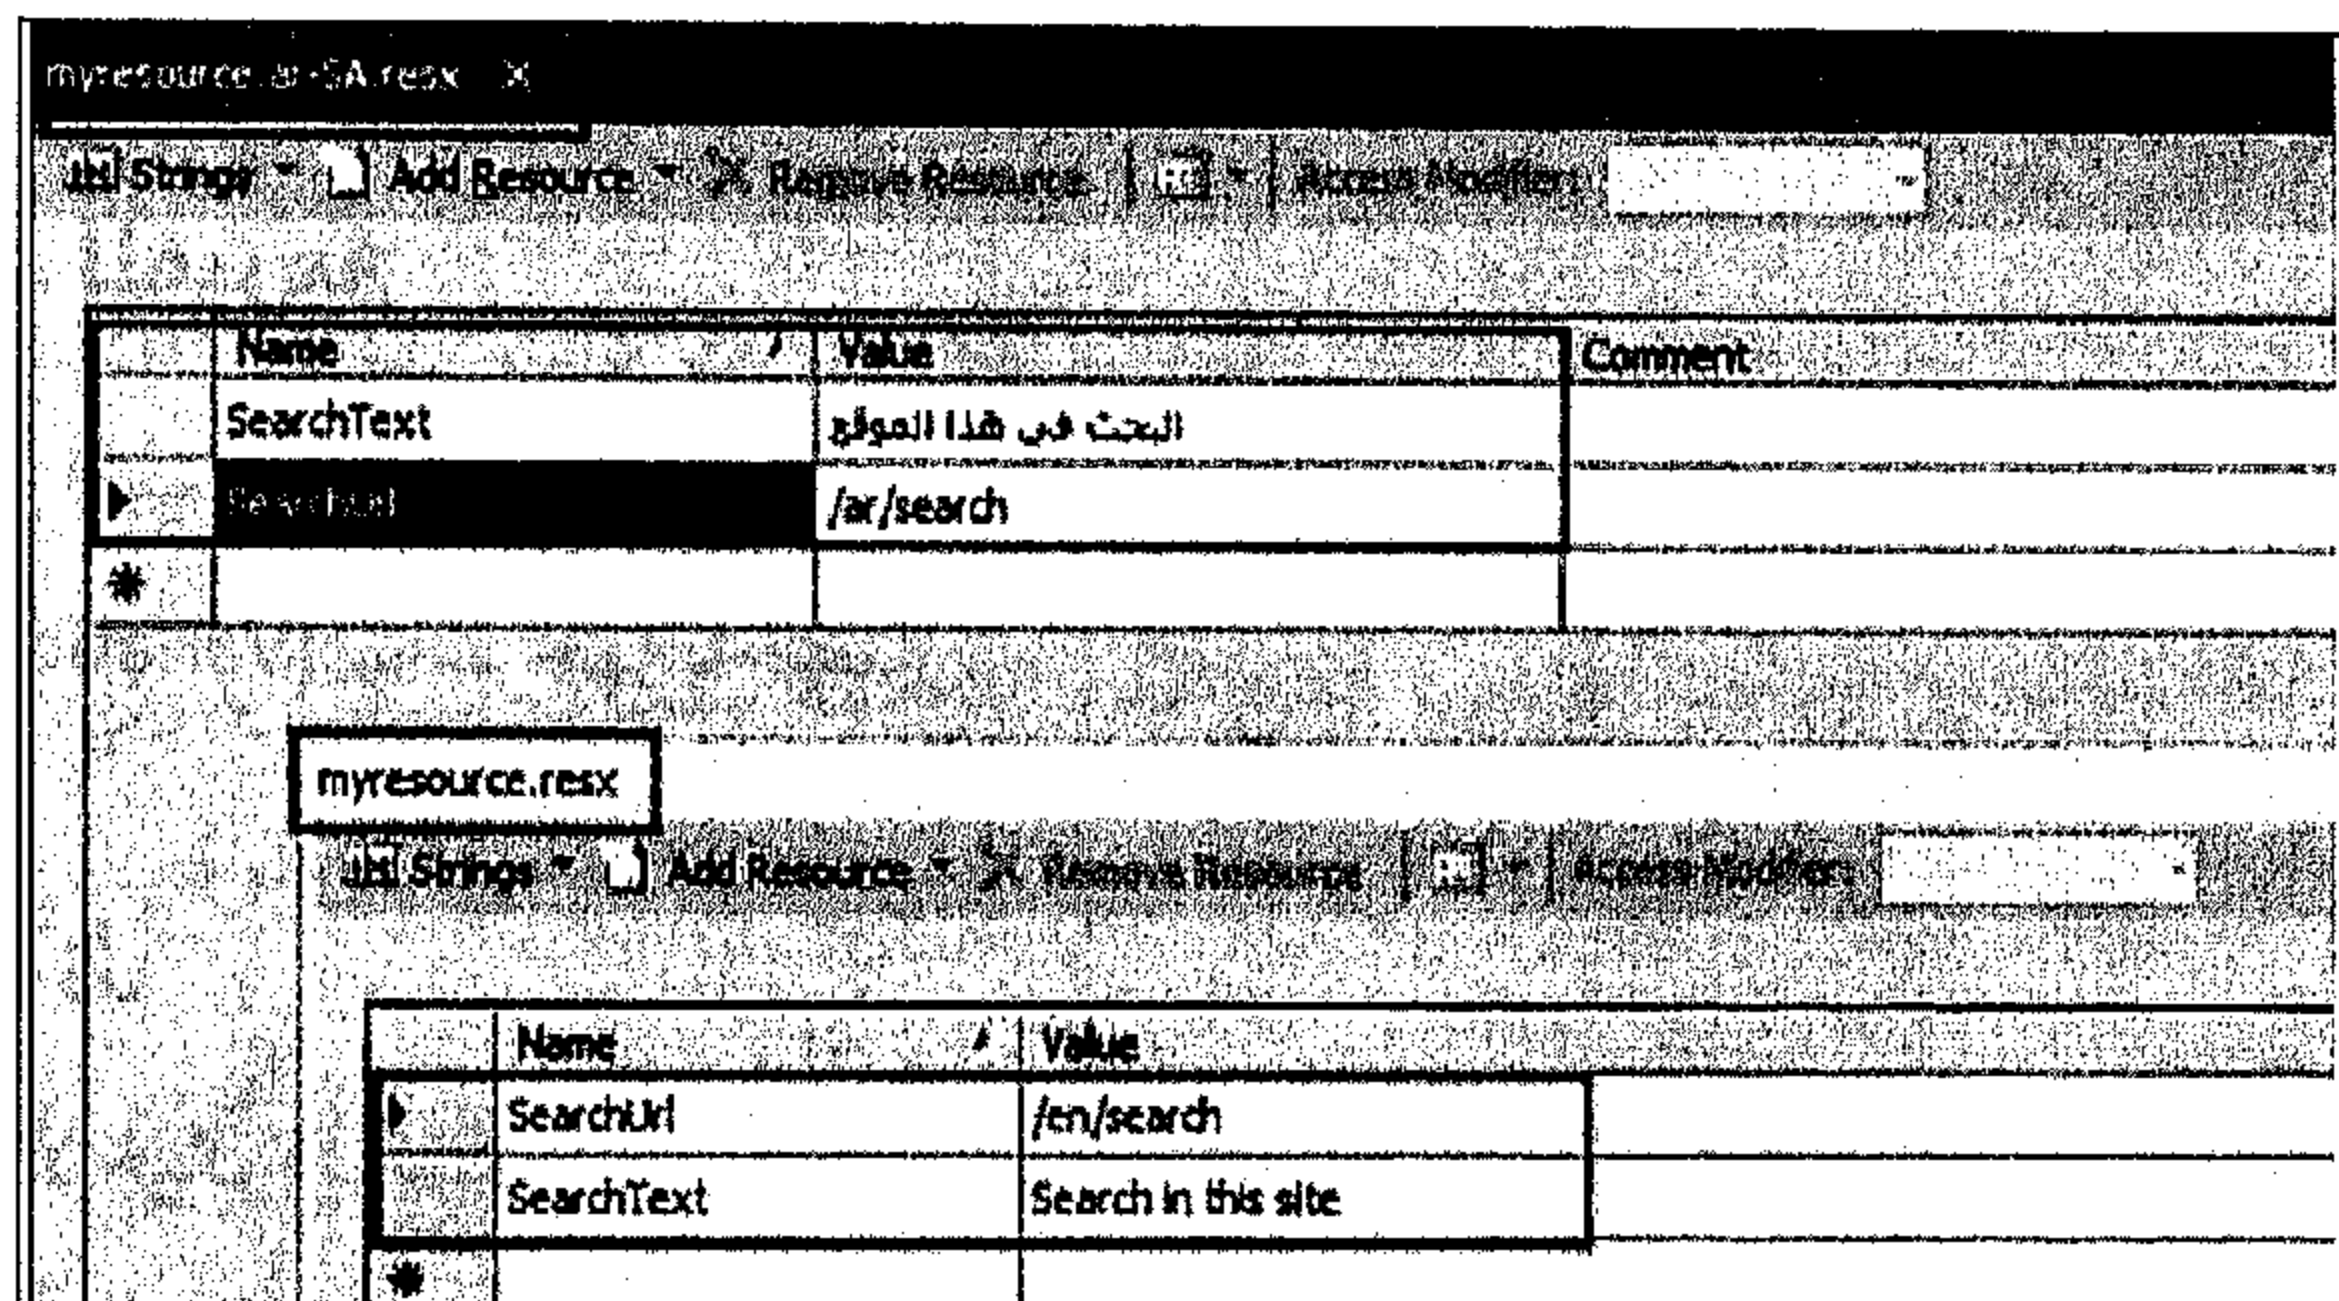 myresource.ar-SA.resx X
Strings Add Resource Remove Resource Access Modifier:
Name Value Comment
SearchText البحث في هذا الموقع
SearchUrl /ar/search
myresource.resx
Strings Add Resource Remove Resource Access Modifier:
Name Value
SearchUrl /en/search
SearchText Search in this site